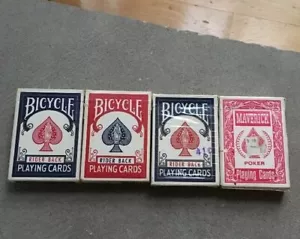 BICYCLE
RIDER BACK
PLAYING CARDS
BICYCLE
RIDER BACK
PLAYING CARDS
BICYCLE
RIDER BACK
PLAYING CARDS
MAVERICK
POKER
Playing Cards